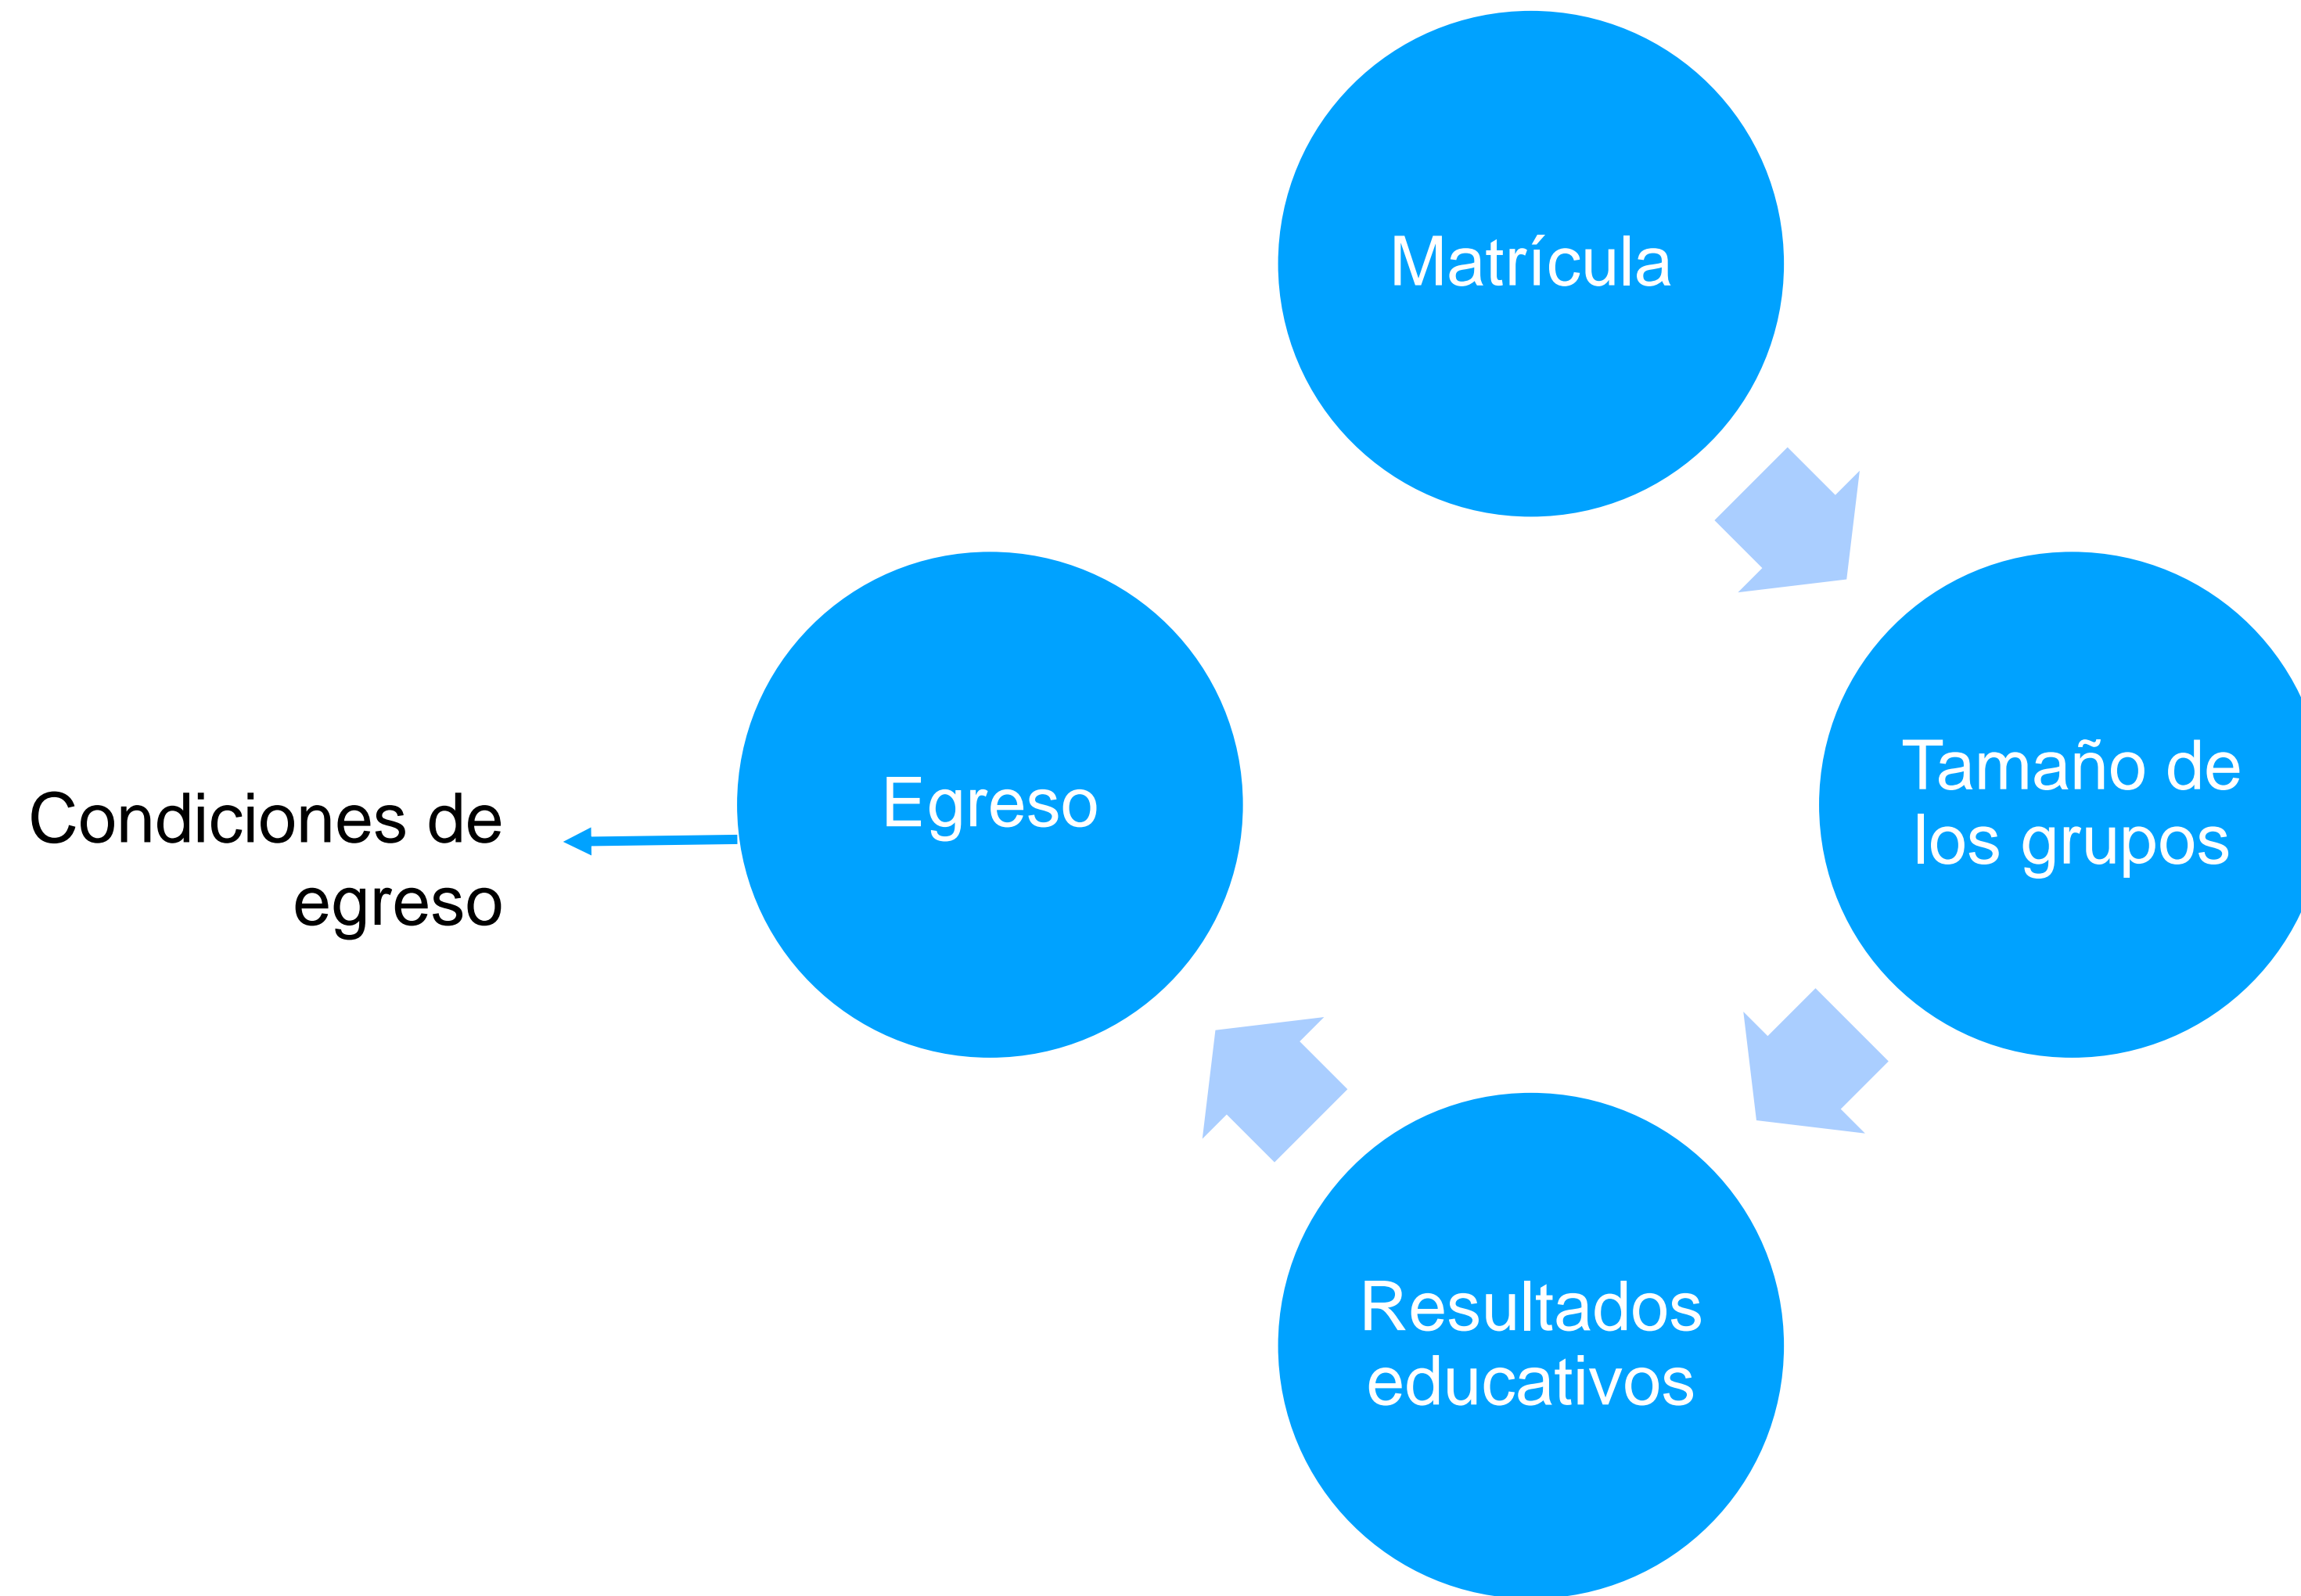 Matrícula
Tamaño de
los grupos
Resultados
educativos
Egreso
Condiciones de
egreso